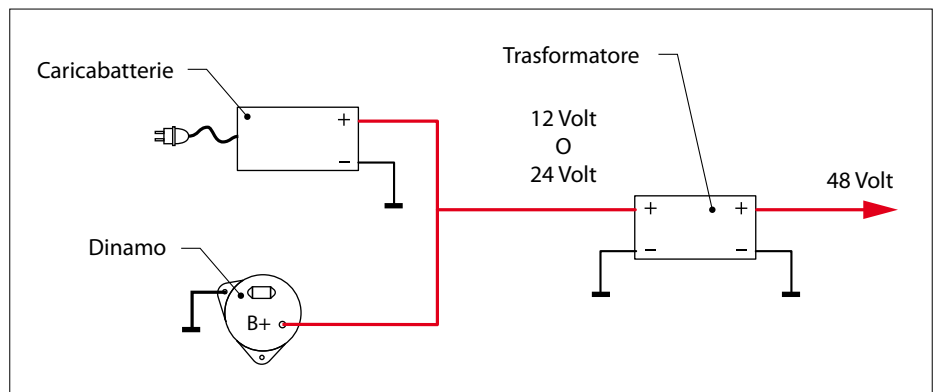 Caricabatterie
+
−
Trasformatore
12 Volt
O
24 Volt
48 Volt
+ +
− −
Dinamo
B+